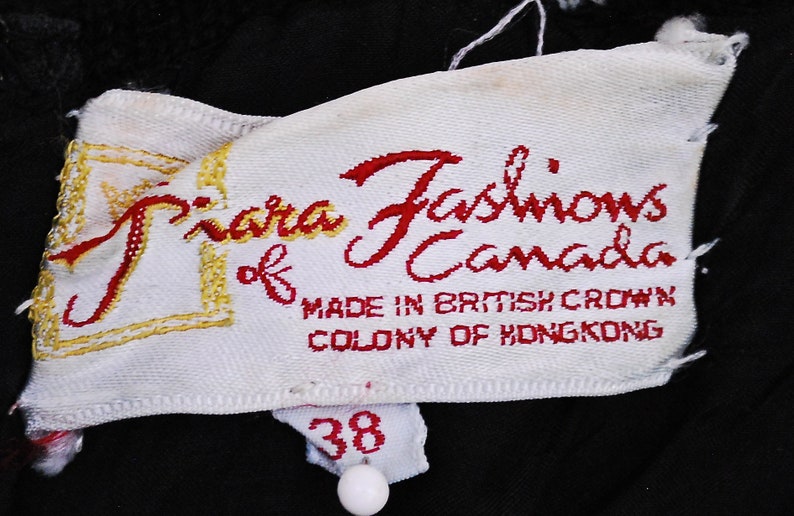 Tiara Fashions
of Canada
MADE IN BRITISH CROWN
COLONY OF HONGKONG
38